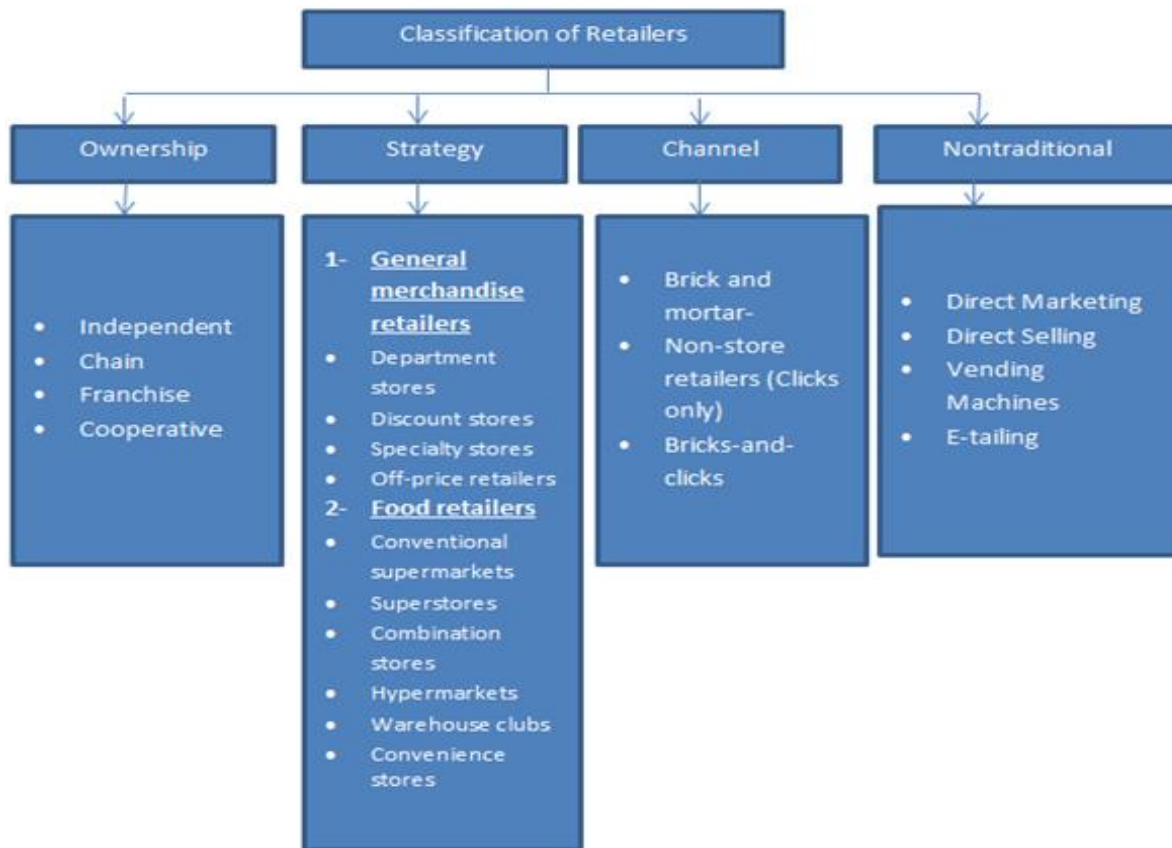 Classification of Retailers
Ownership
Strategy
Channel
Nontraditional
• Independent
• Chain
• Franchise
• Cooperative
1- General
merchandise
retailers
• Department
stores
• Discount stores
• Specialty stores
• Off-price retailers
2- Food retailers
• Conventional
supermarkets
• Superstores
• Combination
stores
• Hypermarkets
• Warehouse clubs
• Convenience
stores
• Brick and
mortar-
• Non-store
retailers (Clicks
only)
• Bricks-and-
clicks
• Direct Marketing
• Direct Selling
• Vending
Machines
• E-tailing